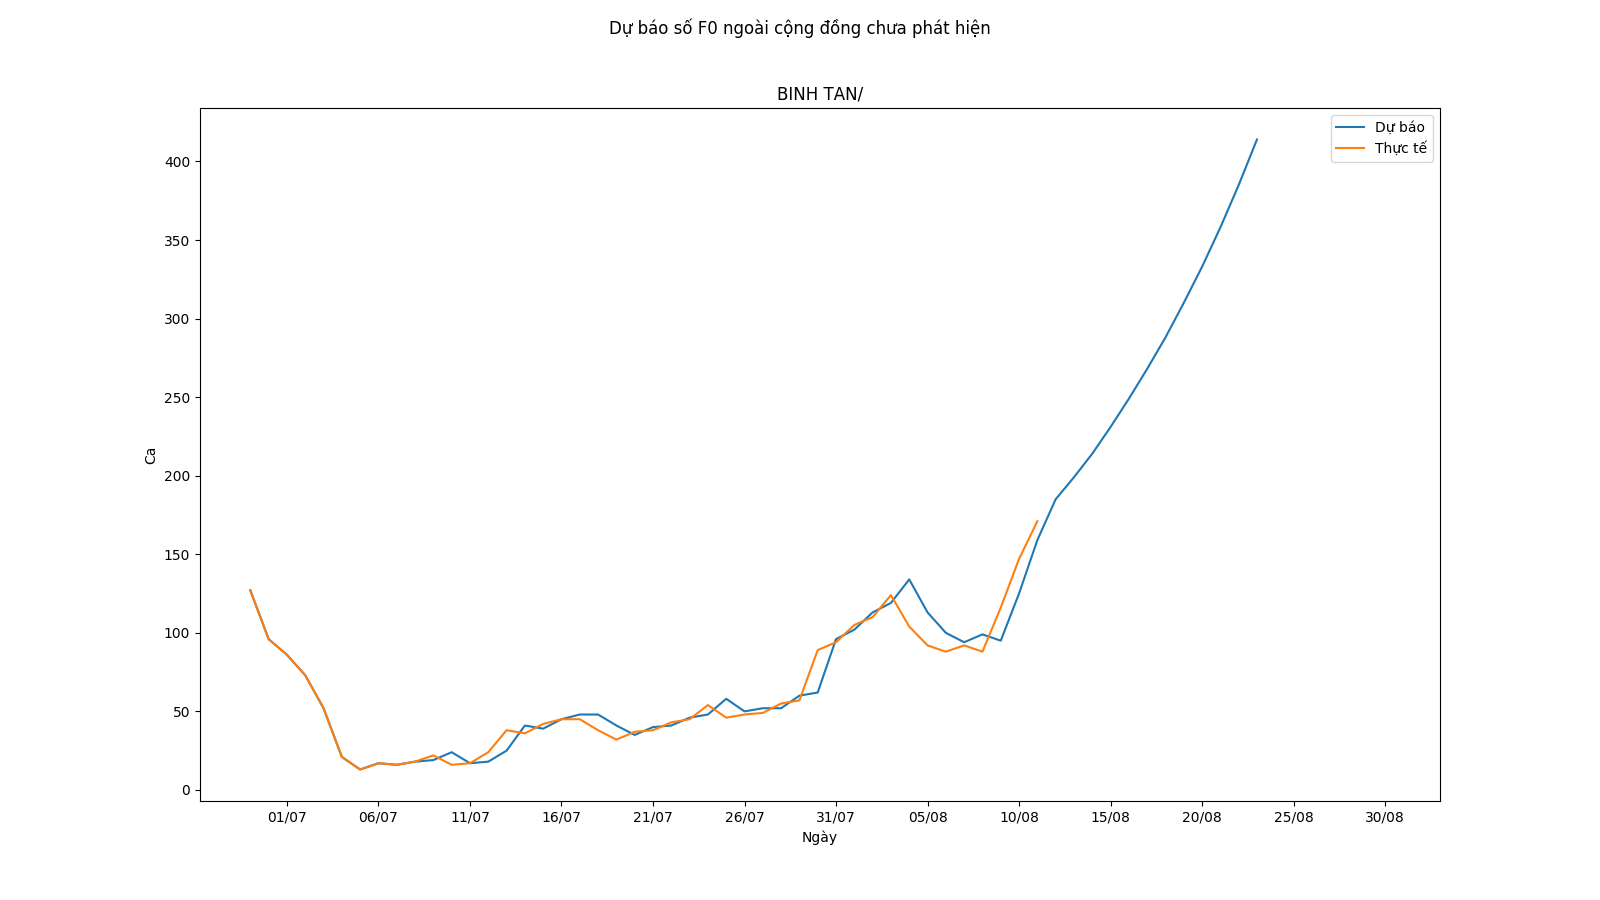 Dự báo số F0 ngoài cộng đồng chưa phát hiện
BINH TAN/
Dự báo
Thực tế
400
350
300
250
200
150
100
50
0
Ca
01/07 06/07 11/07 16/07 21/07 26/07 31/07 05/08 10/08 15/08 20/08 25/08 30/08
Ngày